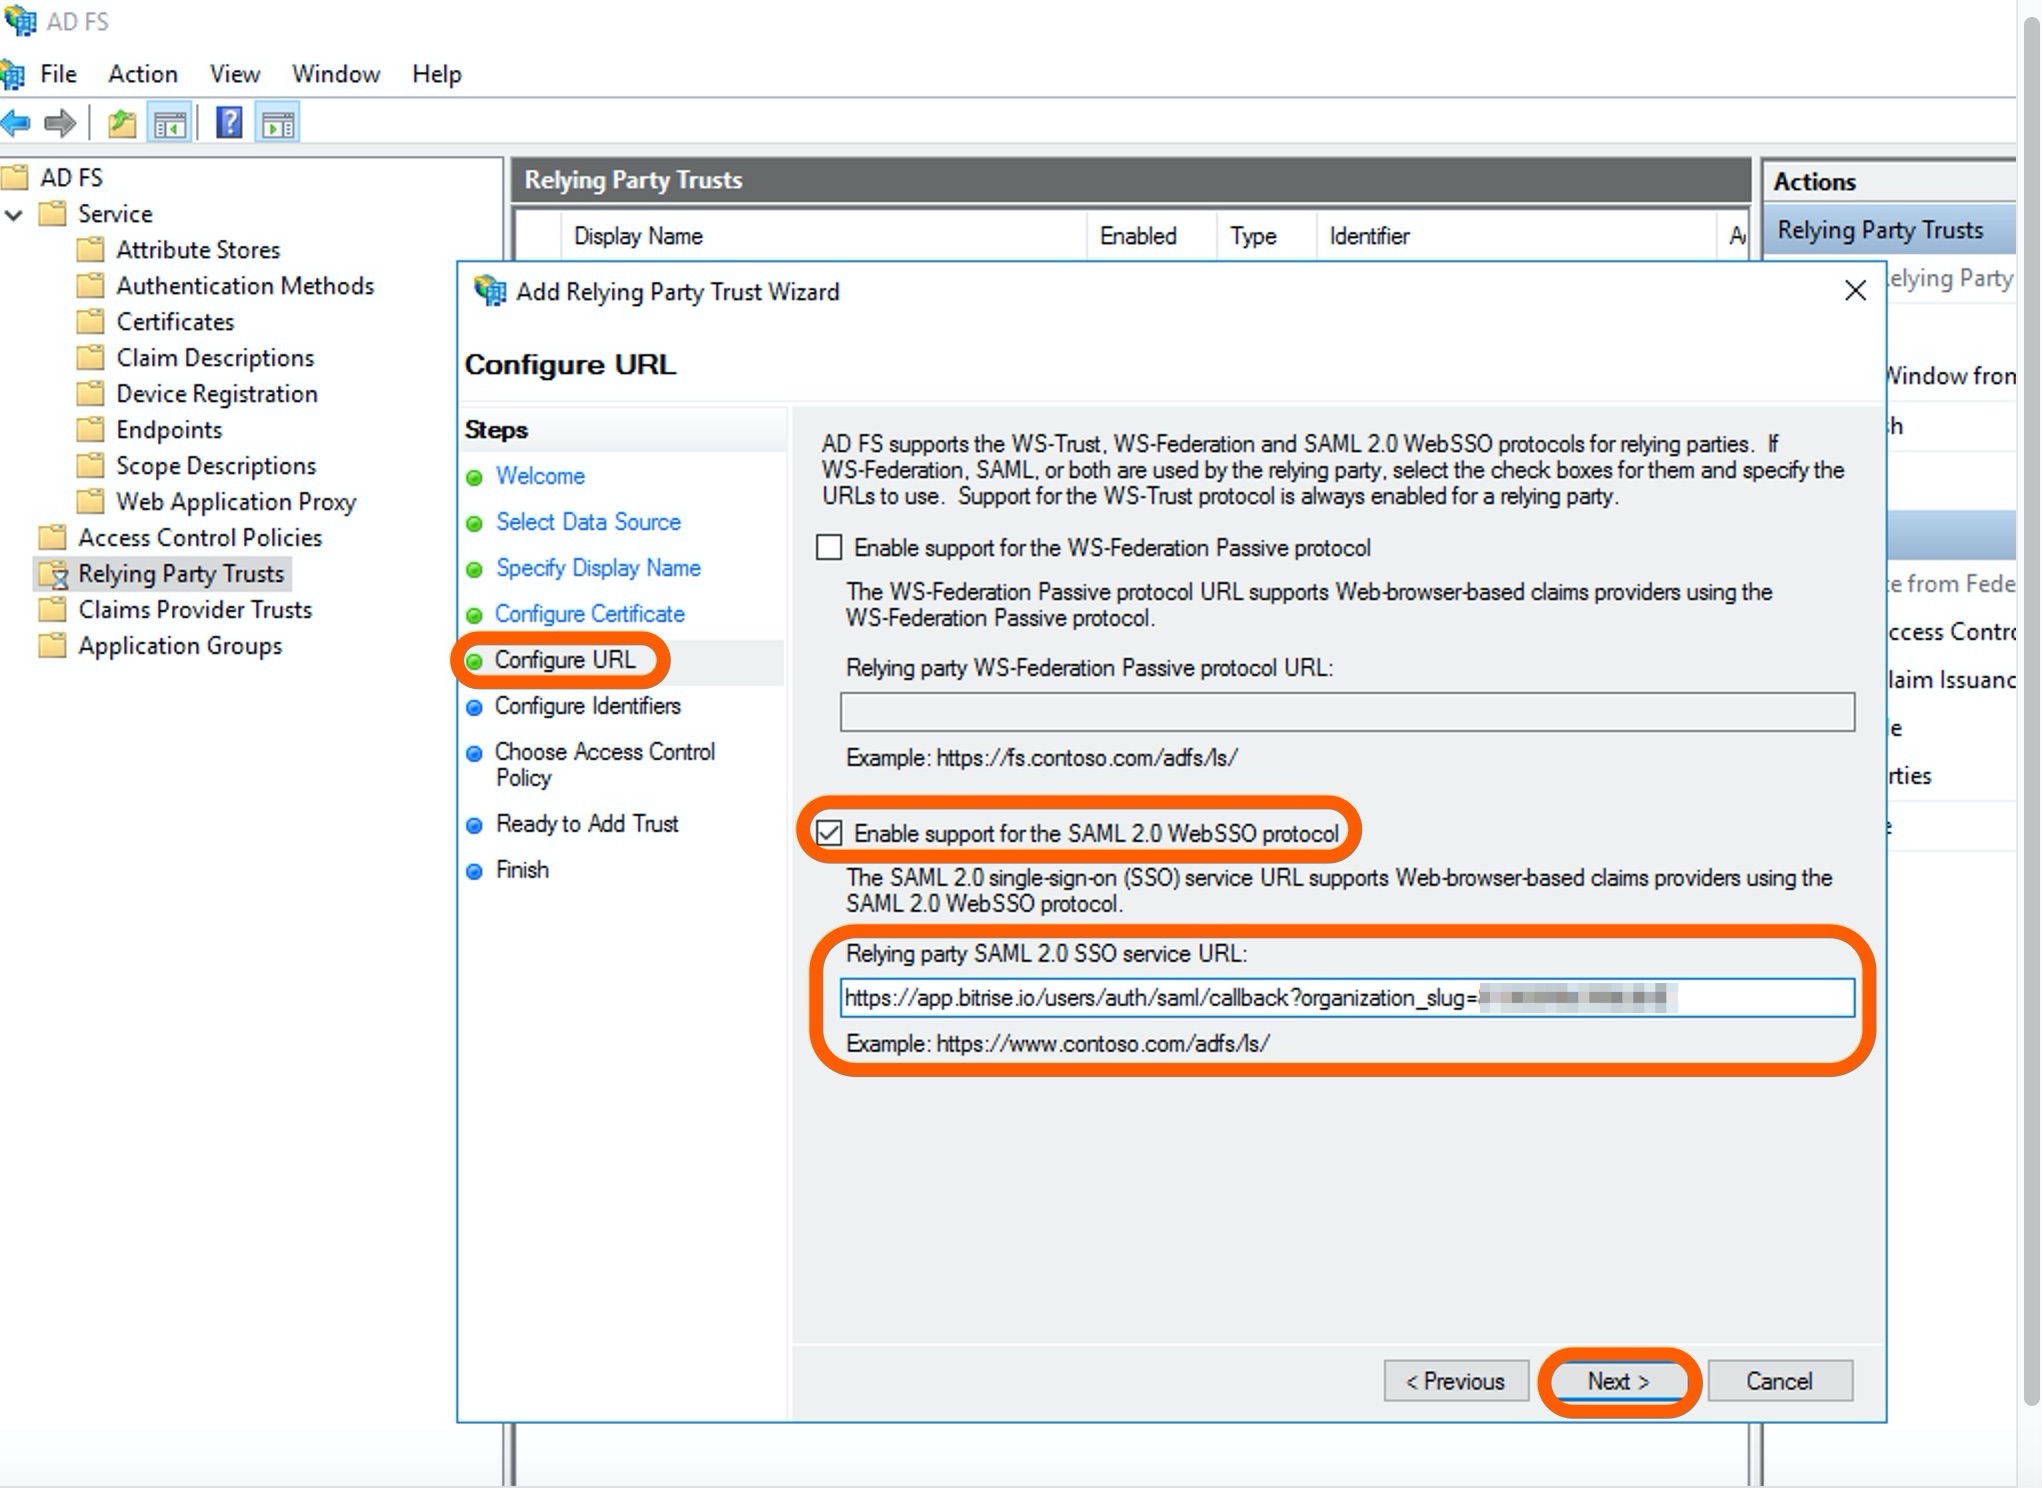 AD FS
File Action View Window Help
AD FS
Service
Attribute Stores
Authentication Methods
Certificates
Claim Descriptions
Device Registration
Endpoints
Scope Descriptions
Web Application Proxy
Access Control Policies
Relying Party Trusts
Claims Provider Trusts
Application Groups
Relying Party Trusts
Display Name Enabled Type Identifier
Actions
Relying Party Trusts
elying Party
Window from
sh
te from Fede
ccess Contro
laim Issuanc
le
rties
Add Relying Party Trust Wizard
Configure URL
Steps
Welcome
Select Data Source
Specify Display Name
Configure Certificate
Configure URL
Configure Identifiers
Choose Access Control
Policy
Ready to Add Trust
Finish
AD FS supports the WS-Trust, WS-Federation and SAML 2.0 WebSSO protocols for relying parties. If
WS-Federation, SAML, or both are used by the relying party, select the check boxes for them and specify the
URLs to use. Support for the WS-Trust protocol is always enabled for a relying party.
Enable support for the WS-Federation Passive protocol
The WS-Federation Passive protocol URL supports Web-browser-based claims providers using the
WS-Federation Passive protocol.
Relying party WS-Federation Passive protocol URL:
Example: https://fs.contoso.com/adfs/ls/
Enable support for the SAML 2.0 WebSSO protocol
The SAML 2.0 single-sign-on (SSO) service URL supports Web-browser-based claims providers using the
SAML 2.0 WebSSO protocol.
Relying party SAML 2.0 SSO service URL:
https://app.bitrise.io/users/auth/saml/callback?organization_slug=
Example: https://www.contoso.com/adfs/ls/
< Previous Next > Cancel